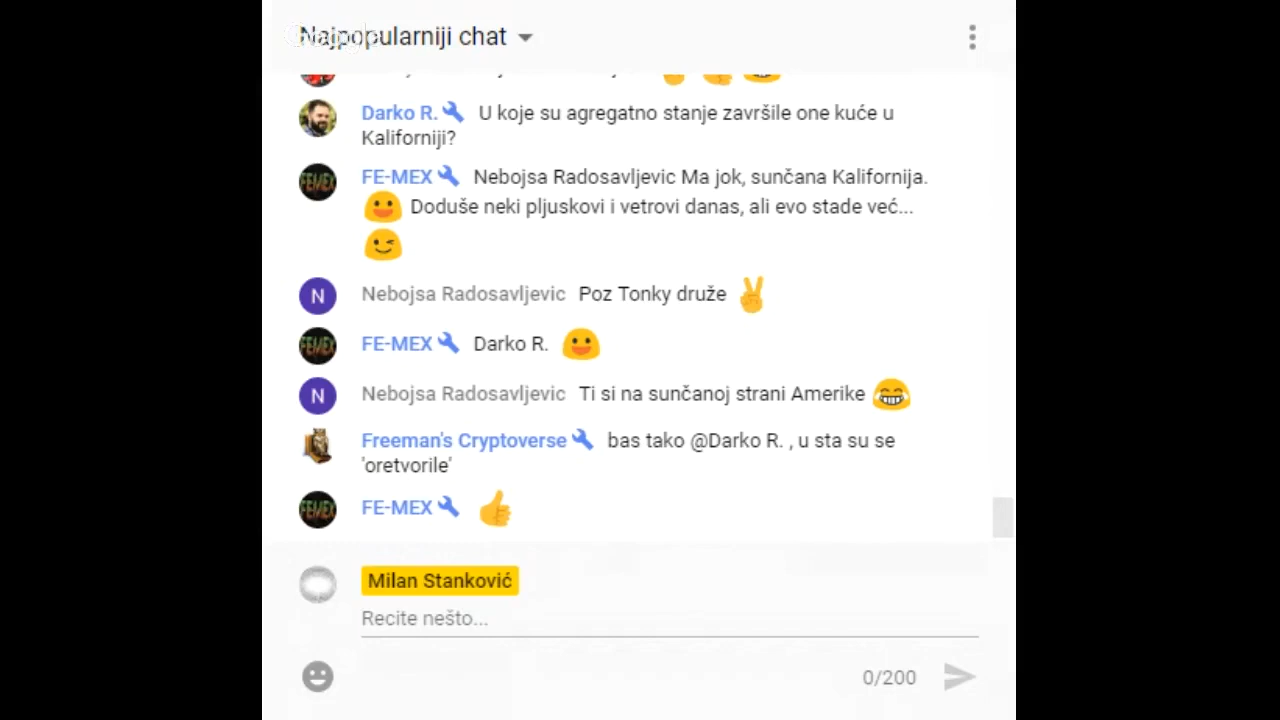 Najpopularniji chat
Darko R. U koje su agregatno stanje završile one kuće u
Kaliforniji?
FE-MEX Nebojsa Radosavljevic Ma jok, sunčana Kalifornija.
Doduše neki pljuskovi i vetrovi danas, ali evo stade već...
N Nebojsa Radosavljevic Poz Tonky druže
FE-MEX Darko R.
N Nebojsa Radosavljevic Ti si na sunčanoj strani Amerike
Freeman's Cryptoverse bas tako @Darko R. , u sta su se
'oretvorile'
FE-MEX
Milan Stanković
Recite nešto...
0/200